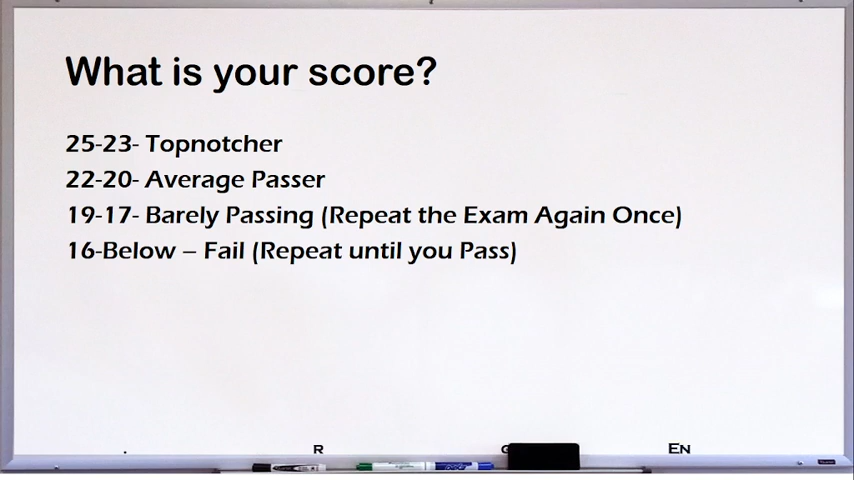 What is your score?
25-23- Topnotcher
22-20- Average Passer
19-17- Barely Passing (Repeat the Exam Again Once)
16-Below – Fail (Repeat until you Pass)
. R G En